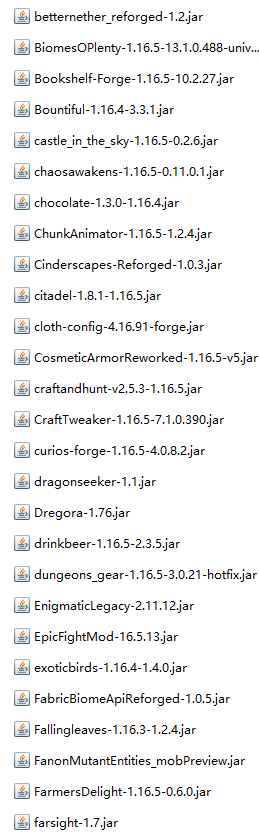 betternether_reforged-1.2.jar
BiomesOPlenty-1.16.5-13.1.0.488-univ...
Bookshelf-Forge-1.16.5-10.2.27.jar
Bountiful-1.16.4-3.3.1.jar
castle_in_the_sky-1.16.5-0.2.6.jar
chaosawakens-1.16.5-0.11.0.1.jar
chocolate-1.3.0-1.16.4.jar
ChunkAnimator-1.16.5-1.2.4.jar
Cinderscapes-Reforged-1.0.3.jar
citadel-1.8.1-1.16.5.jar
cloth-config-4.16.91-forge.jar
CosmeticArmorReworked-1.16.5-v5.jar
craftandhunt-v2.5.3-1.16.5.jar
CraftTweaker-1.16.5-7.1.0.390.jar
curios-forge-1.16.5-4.0.8.2.jar
dragonseeker-1.1.jar
Dregora-1.76.jar
drinkbeer-1.16.5-2.3.5.jar
dungeons_gear-1.16.5-3.0.21-hotfix.jar
EnigmaticLegacy-2.11.12.jar
EpicFightMod-16.5.13.jar
exoticbirds-1.16.4-1.4.0.jar
FabricBiomeApiReforged-1.0.5.jar
Fallingleaves-1.16.3-1.2.4.jar
FanonMutantEntities_mobPreview.jar
FarmersDelight-1.16.5-0.6.0.jar
farsight-1.7.jar